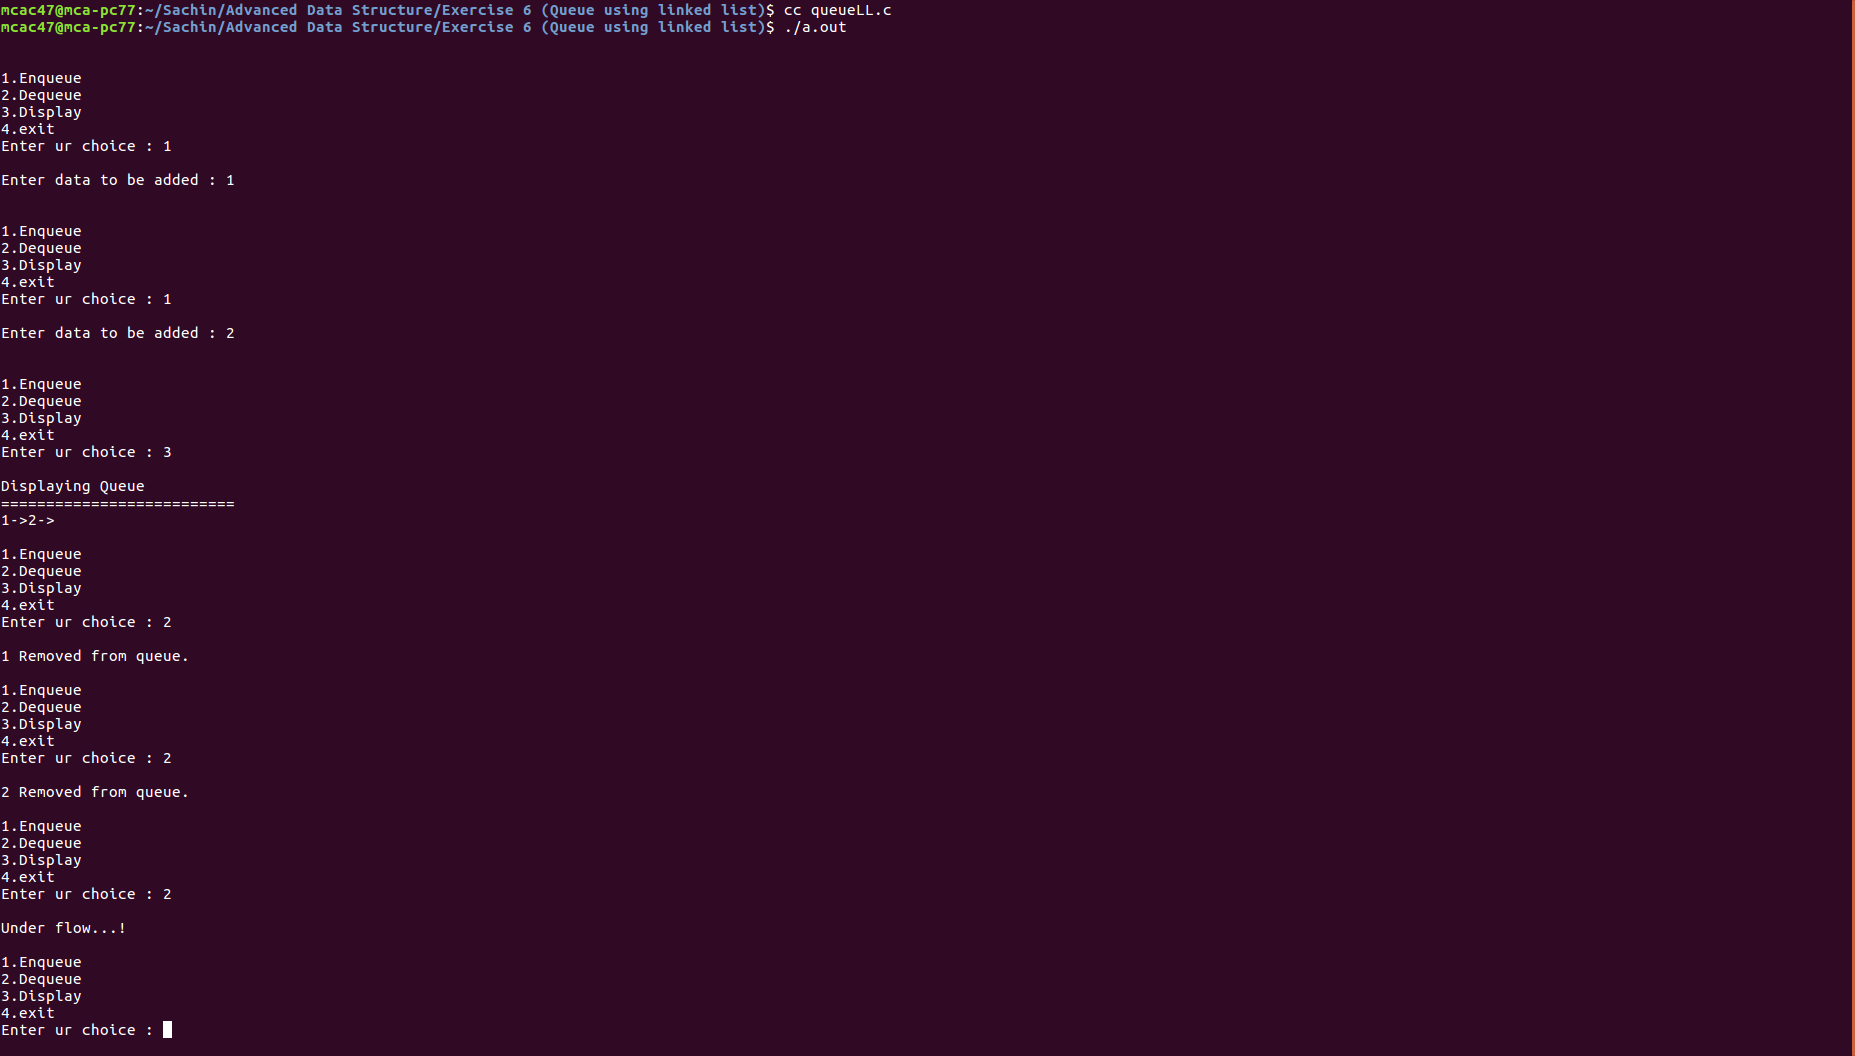 mcac47@mca-pc77:~/Sachin/Advanced Data Structure/Exercise 6 (Queue using linked list)$ cc queueLL.c
mcac47@mca-pc77:~/Sachin/Advanced Data Structure/Exercise 6 (Queue using linked list)$ ./a.out
1.Enqueue
2.Dequeue
3.Display
4.exit
Enter ur choice : 1
Enter data to be added : 1
1.Enqueue
2.Dequeue
3.Display
4.exit
Enter ur choice : 1
Enter data to be added : 2
1.Enqueue
2.Dequeue
3.Display
4.exit
Enter ur choice : 3
Displaying Queue
==========================
1->2->
1.Enqueue
2.Dequeue
3.Display
4.exit
Enter ur choice : 2
1 Removed from queue.
1.Enqueue
2.Dequeue
3.Display
4.exit
Enter ur choice : 2
2 Removed from queue.
1.Enqueue
2.Dequeue
3.Display
4.exit
Enter ur choice : 2
Under flow...!
1.Enqueue
2.Dequeue
3.Display
4.exit
Enter ur choice :